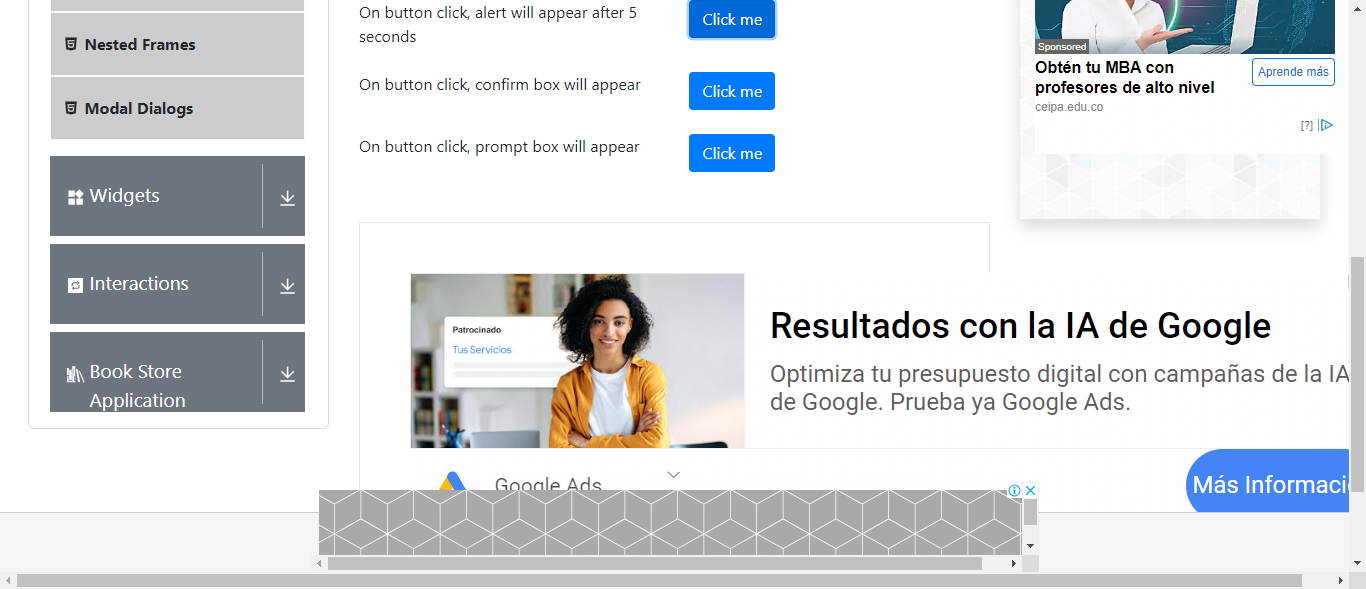 Nested Frames
Modal Dialogs
Widgets
Interactions
Book Store
Application
On button click, alert will appear after 5
seconds
Click me
On button click, confirm box will appear
Click me
On button click, prompt box will appear
Click me
Sponsored
Obtén tu MBA con
profesores de alto nivel
ceipa.edu.co
Aprende más
[?]
Patrocinado
Tus Servicios
Resultados con la IA de Google
Optimiza tu presupuesto digital con campañas de la IA
de Google. Prueba ya Google Ads.
Google Ads
Más Informaci